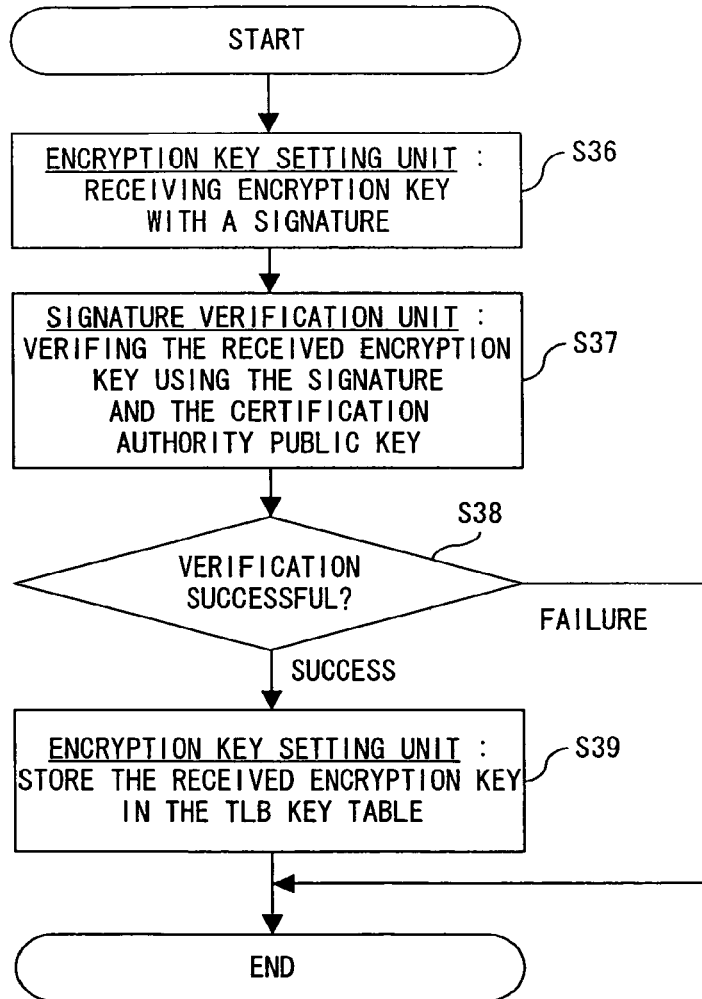 START
ENCRYPTION KEY SETTING UNIT :
RECEIVING ENCRYPTION KEY
WITH A SIGNATURE
S36
SIGNATURE VERIFICATION UNIT :
VERIFING THE RECEIVED ENCRYPTION
KEY USING THE SIGNATURE
AND THE CERTIFICATION
AUTHORITY PUBLIC KEY
S37
S38
VERIFICATION
SUCCESSFUL?
FAILURE
SUCCESS
ENCRYPTION KEY SETTING UNIT :
STORE THE RECEIVED ENCRYPTION KEY
IN THE TLB KEY TABLE
S39
END